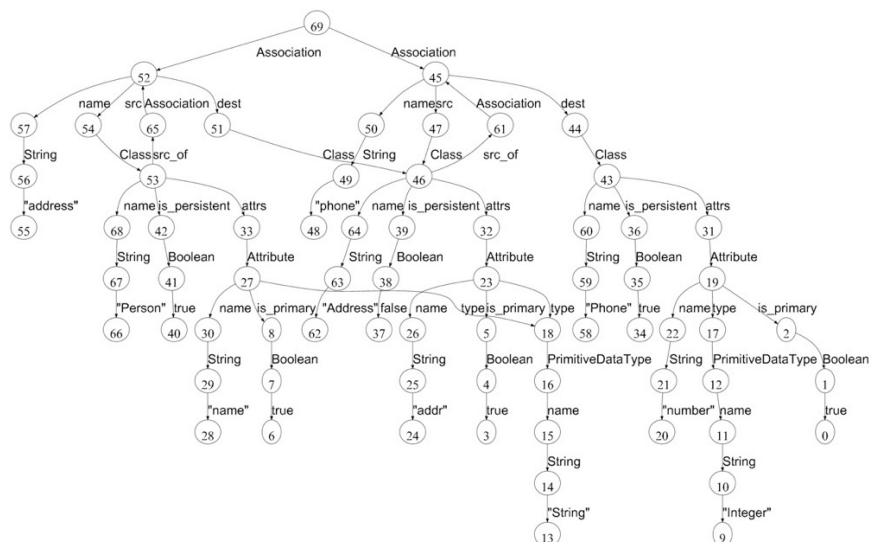 69
Association Association
52 45
name src Association dest name src Association dest
57 54 65 51 50 47 61 44
String Class src_of String Class src_of Class
56 53 49 46 43
"address" name is_persistent attrs "phone" name is_persistent attrs name is_persistent attrs
55 68 42 33 48 64 39 32 60 36 31
String Boolean Attribute String Boolean Attribute String Boolean Attribute
67 41 27 63 38 23 59 35 19
"Person" true name is_primary "Address" false name type is_primary type "Phone" true name type is_primary
66 40 30 8 62 37 26 5 18 58 34 22 17 2
String Boolean String Boolean PrimitiveDataType String PrimitiveDataType Boolean
29 7 25 4 16 21 12 1
"name" true "addr" true name "number" name true
28 6 24 3 15 20 11 0
String String
14 10
"String" "Integer"
13 9